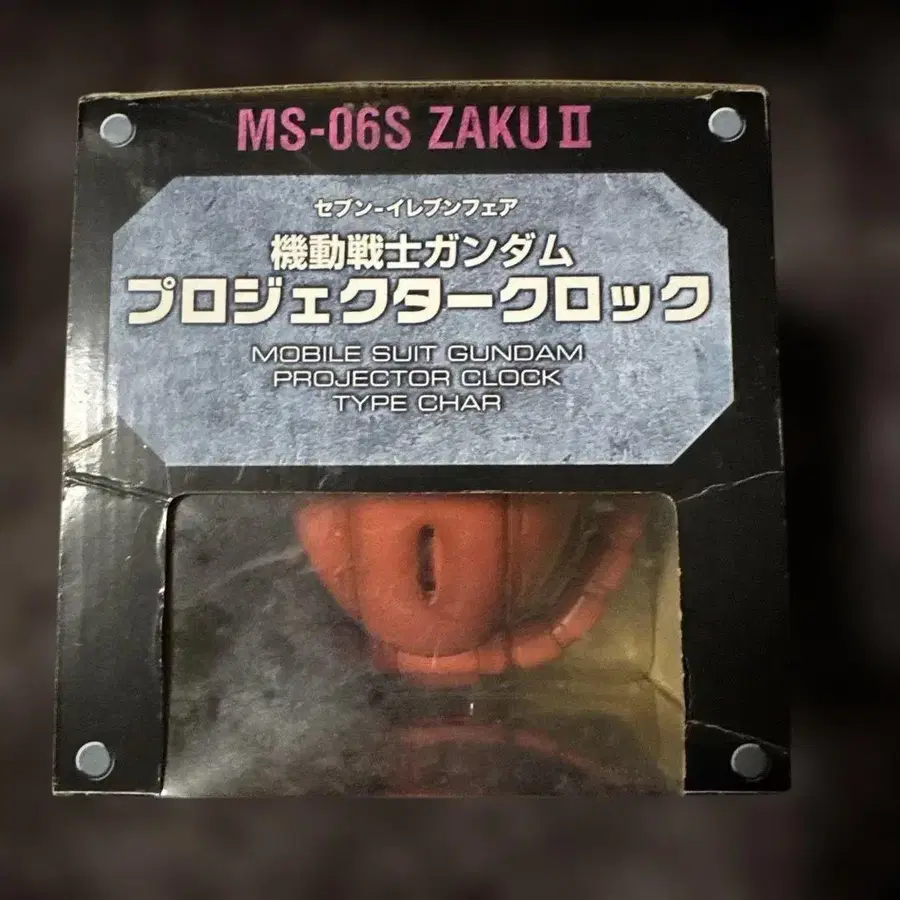 MS-06S ZAKU II
セブン-イレブンフェア
機動戦士ガンダム
プロジェクタークロック
MOBILE SUIT GUNDAM
PROJECTOR CLOCK
TYPE CHAR